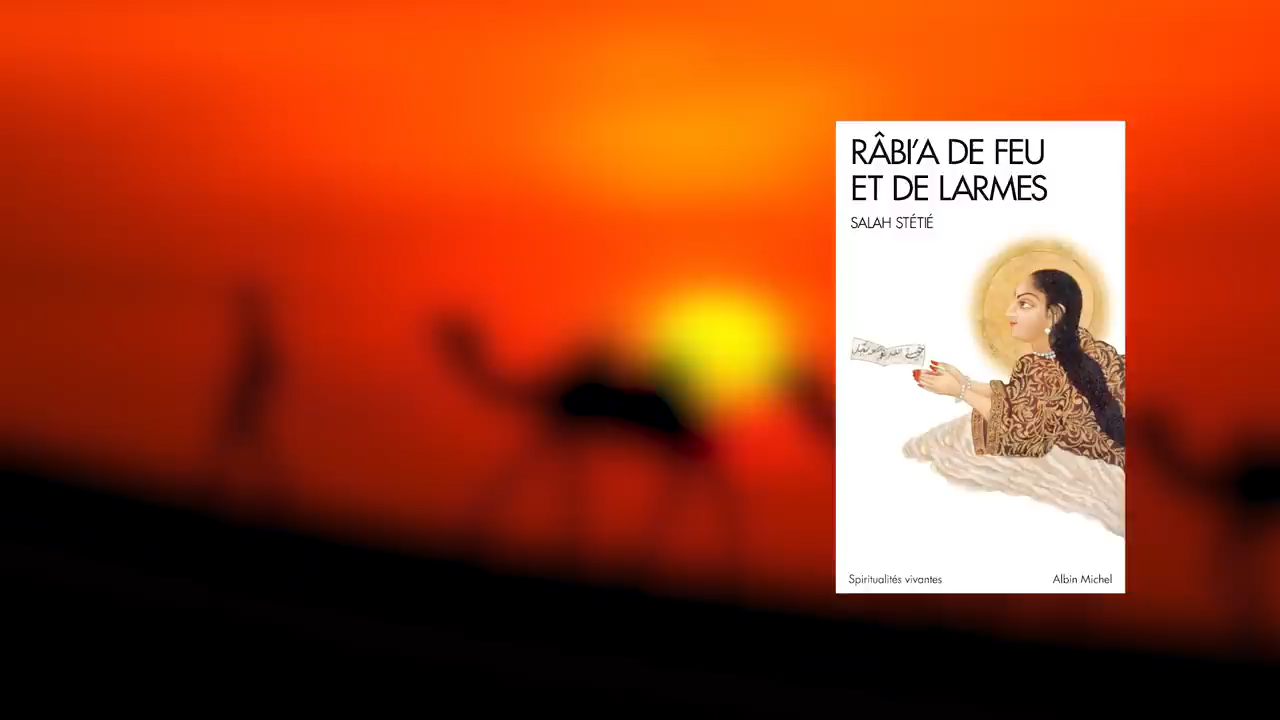 RÂBI'A DE FEU
ET DE LARMES
SALAH STÉTIÉ
Spiritualités vivantes
Albin Michel